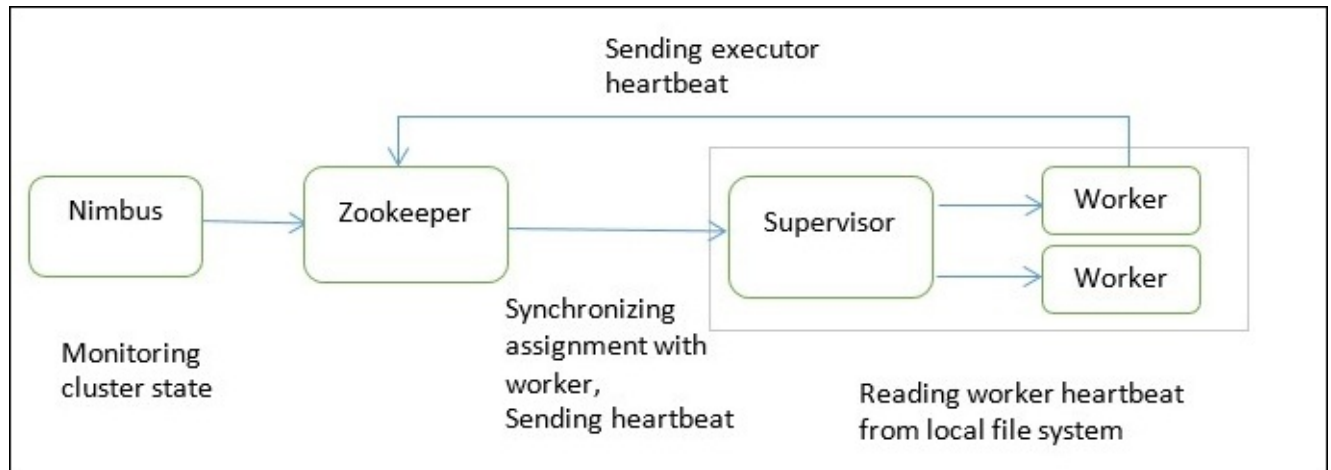 Sending executor
heartbeat
Nimbus
Zookeeper
Supervisor
Worker
Worker
Monitoring
cluster state
Synchronizing
assignment with
worker,
Sending heartbeat
Reading worker heartbeat
from local file system